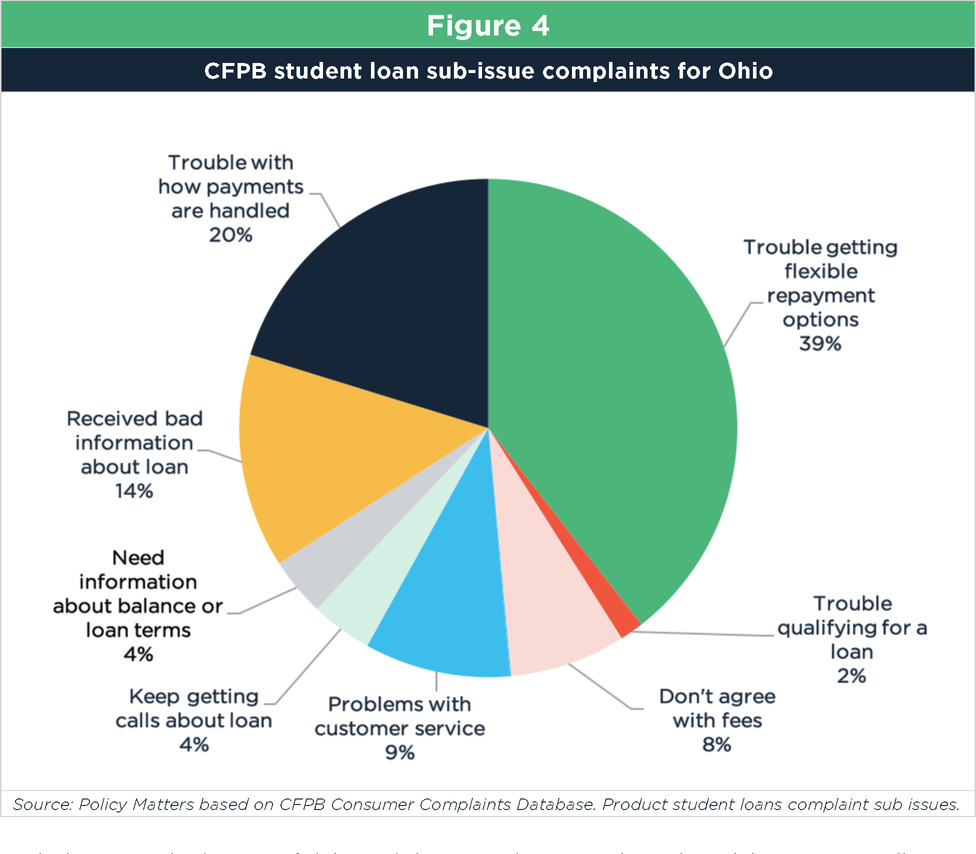 Figure 4
CFPB student loan sub-issue complaints for Ohio
Trouble with
how payments
are handled
20%
Trouble getting
flexible
repayment
options
39%
Received bad
information
about loan
14%
Need
information
about balance or
loan terms
4%
Trouble
qualifying for a
loan
2%
Keep getting
calls about loan
4%
Problems with
customer service
9%
Don't agree
with fees
8%
Source: Policy Matters based on CFPB Consumer Complaints Database. Product student loans complaint sub issues.